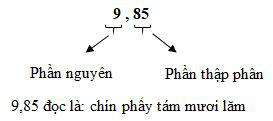 9 , 85
Phần nguyên Phần thập phân
9,85 đọc là: chín phẩy tám mươi lăm